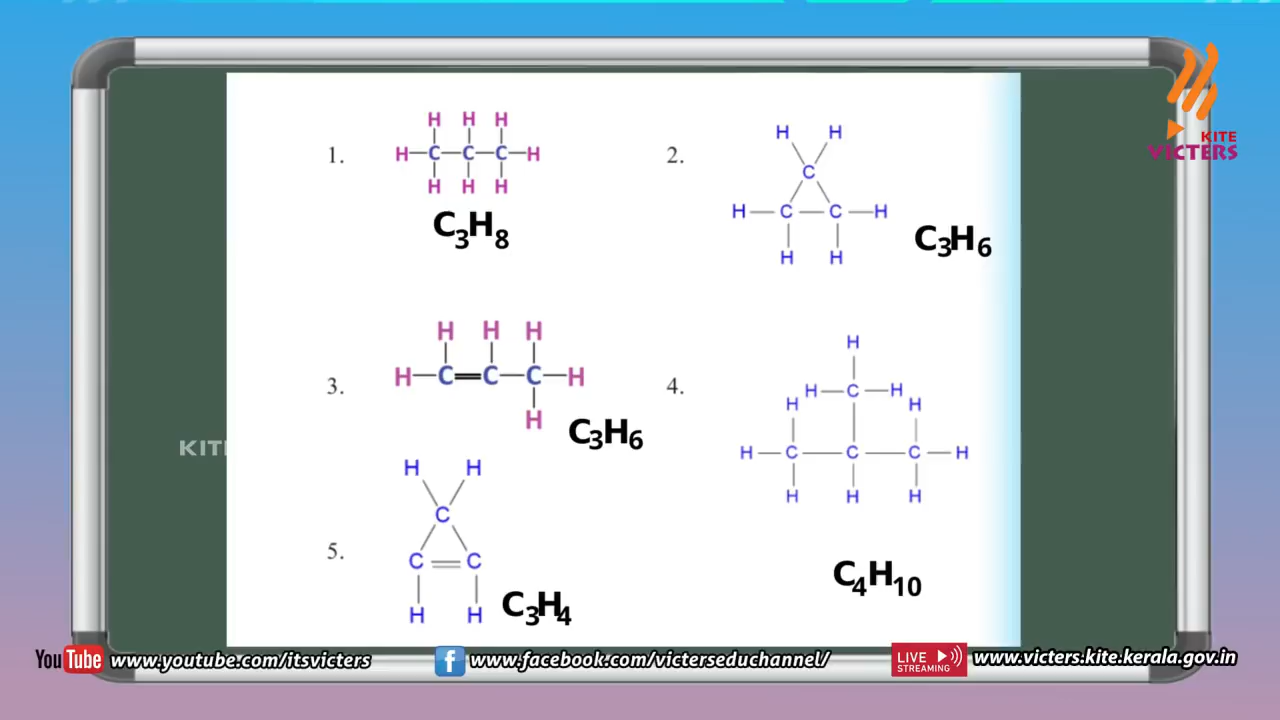 KITE
VICTERS
1.
H H H
H C C C H
H H H
C3H8
2.
H H
C
H C C H
H H
C3H6
3.
H H H
H C C C H
H
C3H6
4.
H
H C H
H H
H C C C H
H H H
C4H10
5.
H H
C
C C
H H
C3H4
KIT
YouTube www.youtube.com/itsvicters
f www.facebook.com/victerseduchannel/
LIVE STREAMING www.victers.kite.kerala.gov.in